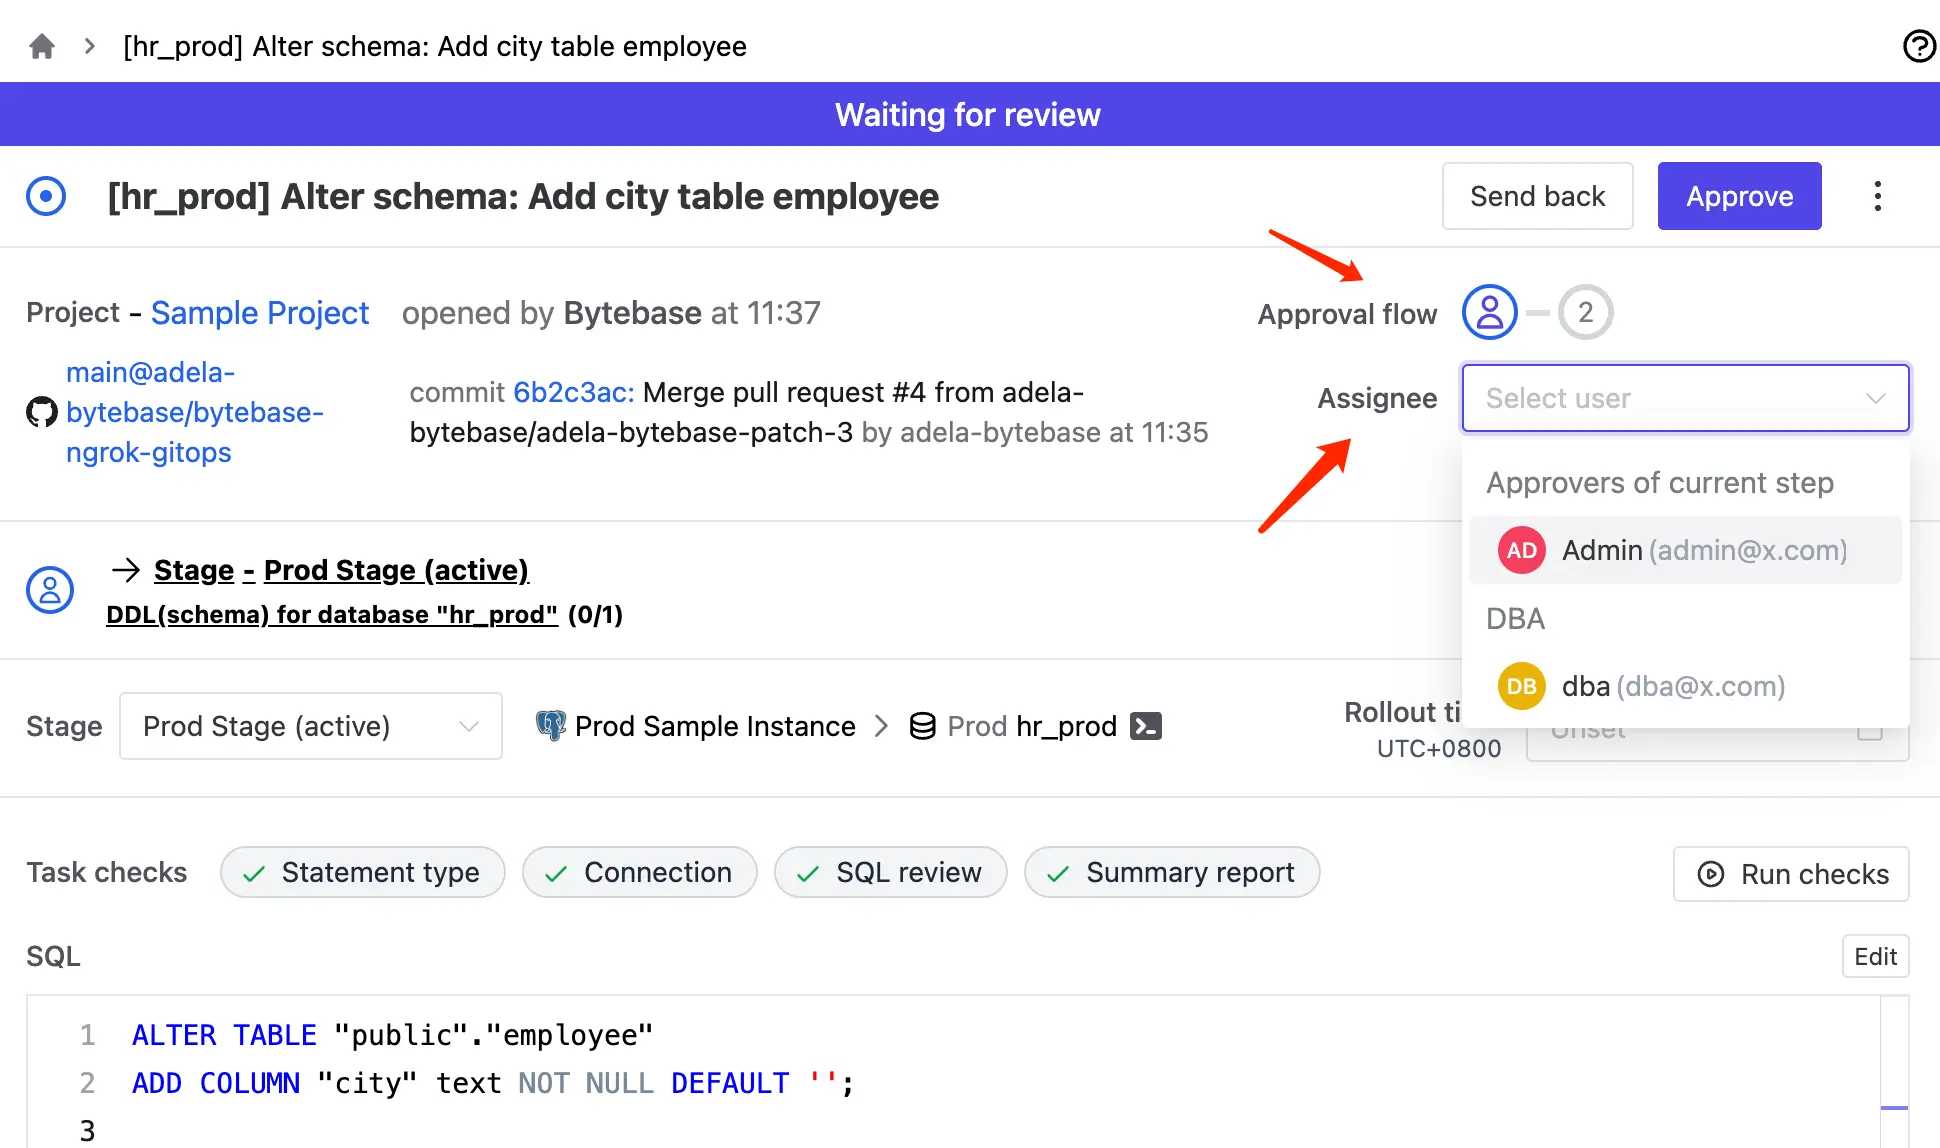 [hr_prod] Alter schema: Add city table employee
Waiting for review
[hr_prod] Alter schema: Add city table employee
Send back
Approve
Project - Sample Project opened by Bytebase at 11:37
Approval flow
2
main@adela-
bytebase/bytebase-
ngrok-gitops
commit 6b2c3ac: Merge pull request #4 from adela-
bytebase/adela-bytebase-patch-3 by adela-bytebase at 11:35
Assignee
Select user
Approvers of current step
AD Admin (admin@x.com)
DBA
DB dba (dba@x.com)
→ Stage - Prod Stage (active)
DDL(schema) for database "hr_prod" (0/1)
Stage
Prod Stage (active)
Prod Sample Instance > Prod hr_prod
Rollout ti
UTC+0800
Unset
Task checks
Statement type
Connection
SQL review
Summary report
Run checks
SQL
Edit
1 ALTER TABLE "public"."employee"
2 ADD COLUMN "city" text NOT NULL DEFAULT '';
3